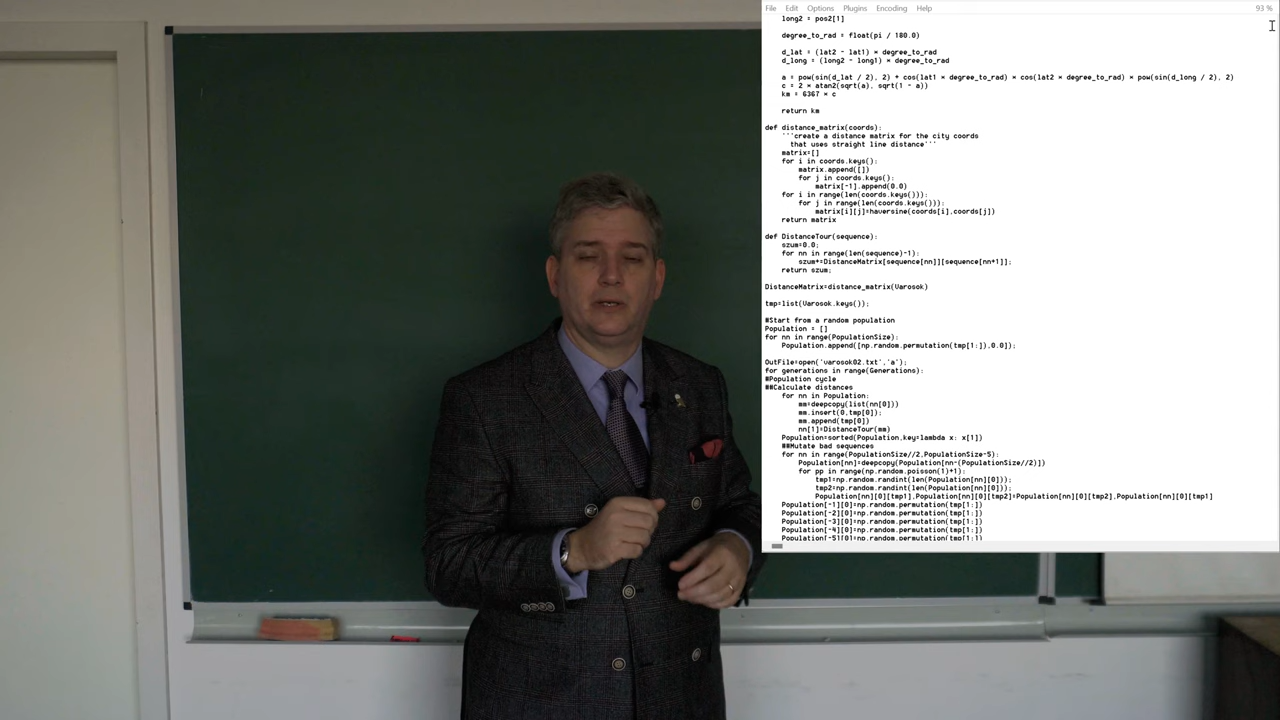 File Edit Options Plugins Encoding Help 93 %
long2 = pos2[1]
degree_to_rad = float(pi / 180.0)
d_lat = (lat2 - lat1) * degree_to_rad
d_long = (long2 - long1) * degree_to_rad
a = pow(sin(d_lat / 2), 2) + cos(lat1 * degree_to_rad) * cos(lat2 * degree_to_rad) * pow(sin(d_long / 2), 2)
c = 2 * atan2(sqrt(a), sqrt(1 - a))
km = 6367 * c
return km
def distance_matrix(coords):
'''create a distance matrix for the city coords
that uses straight line distance'''
matrix=[]
for i in coords.keys():
matrix.append([])
for j in coords.keys():
matrix[-1].append(0.0)
for i in range(len(coords.keys())):
for j in range(len(coords.keys())):
matrix[i][j]=haversine(coords[i],coords[j])
return matrix
def DistanceTour(sequence):
szum=0.0;
for nn in range(len(sequence)-1):
szum+=DistanceMatrix[sequence[nn]][sequence[nn+1]];
return szum;
DistanceMatrix=distance_matrix(Varosok)
tmp=list(Varosok.keys());
#Start from a random population
Population = []
for nn in range(PopulationSize):
Population.append([np.random.permutation(tmp[1:]),0.0]);
OutFile=open('varosok02.txt','a');
for generations in range(Generations):
#Population cycle
##Calculate distances
for nn in Population:
mm=deepcopy(list(nn[0]))
mm.insert(0,tmp[0]);
mm.append(tmp[0])
nn[1]=DistanceTour(mm)
Population=sorted(Population,key=lambda x: x[1])
##Mutate bad sequences
for nn in range(PopulationSize//2,PopulationSize-5):
Population[nn]=deepcopy(Population[nn-(PopulationSize//2)])
for pp in range(np.random.poisson(1)+1):
tmp1=np.random.randint(len(Population[nn][0]));
tmp2=np.random.randint(len(Population[nn][0]));
Population[nn][0][tmp1],Population[nn][0][tmp2]=Population[nn][0][tmp2],Population[nn][0][tmp1]
Population[-1][0]=np.random.permutation(tmp[1:])
Population[-2][0]=np.random.permutation(tmp[1:])
Population[-3][0]=np.random.permutation(tmp[1:])
Population[-4][0]=np.random.permutation(tmp[1:])
Population[-5][0]=np.random.permutation(tmp[1:])